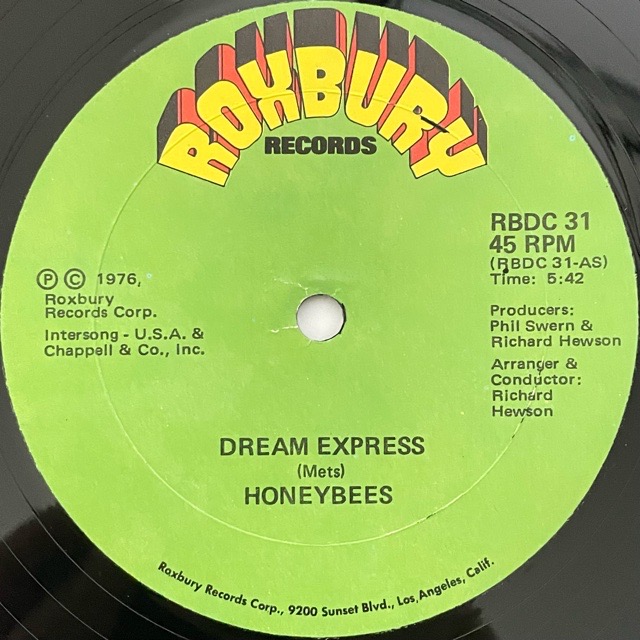 ROXBURY
RECORDS
RBDC 31
45 RPM
(RBDC 31-AS)
Time: 5:42
Ⓟ Ⓒ 1976,
Roxbury
Records Corp.
Intersong - U.S.A. &
Chappell & Co., Inc.
Producers:
Phil Swern &
Richard Hewson
Arranger &
Conductor:
Richard
Hewson
DREAM EXPRESS
(Mets)
HONEYBEES
Roxbury Records Corp., 9200 Sunset Blvd., Los Angeles, Calif.